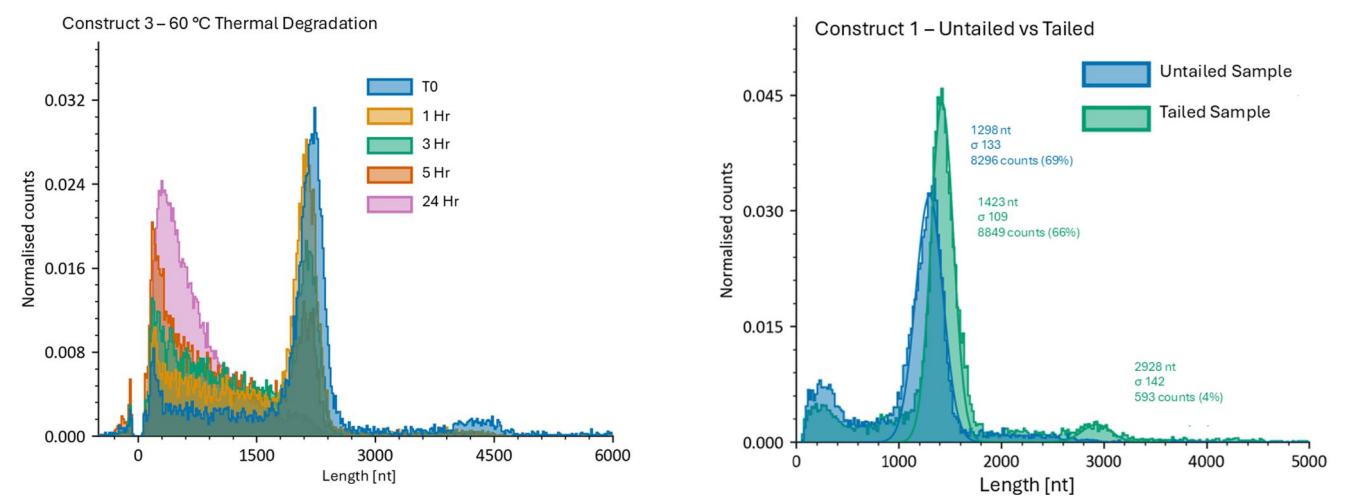 Construct 3 – 60 °C Thermal Degradation
T0
1 Hr
3 Hr
5 Hr
24 Hr
Normalised counts
0.032
0.024
0.016
0.008
0.000
0
1500
3000
4500
6000
Length [nt]
Construct 1 – Untailed vs Tailed
Untailed Sample
Tailed Sample
1298 nt
σ 133
8296 counts (69%)
1423 nt
σ 109
8849 counts (66%)
2928 nt
σ 142
593 counts (4%)
Normalised counts
0.045
0.030
0.015
0.000
0
1000
2000
3000
4000
5000
Length [nt]